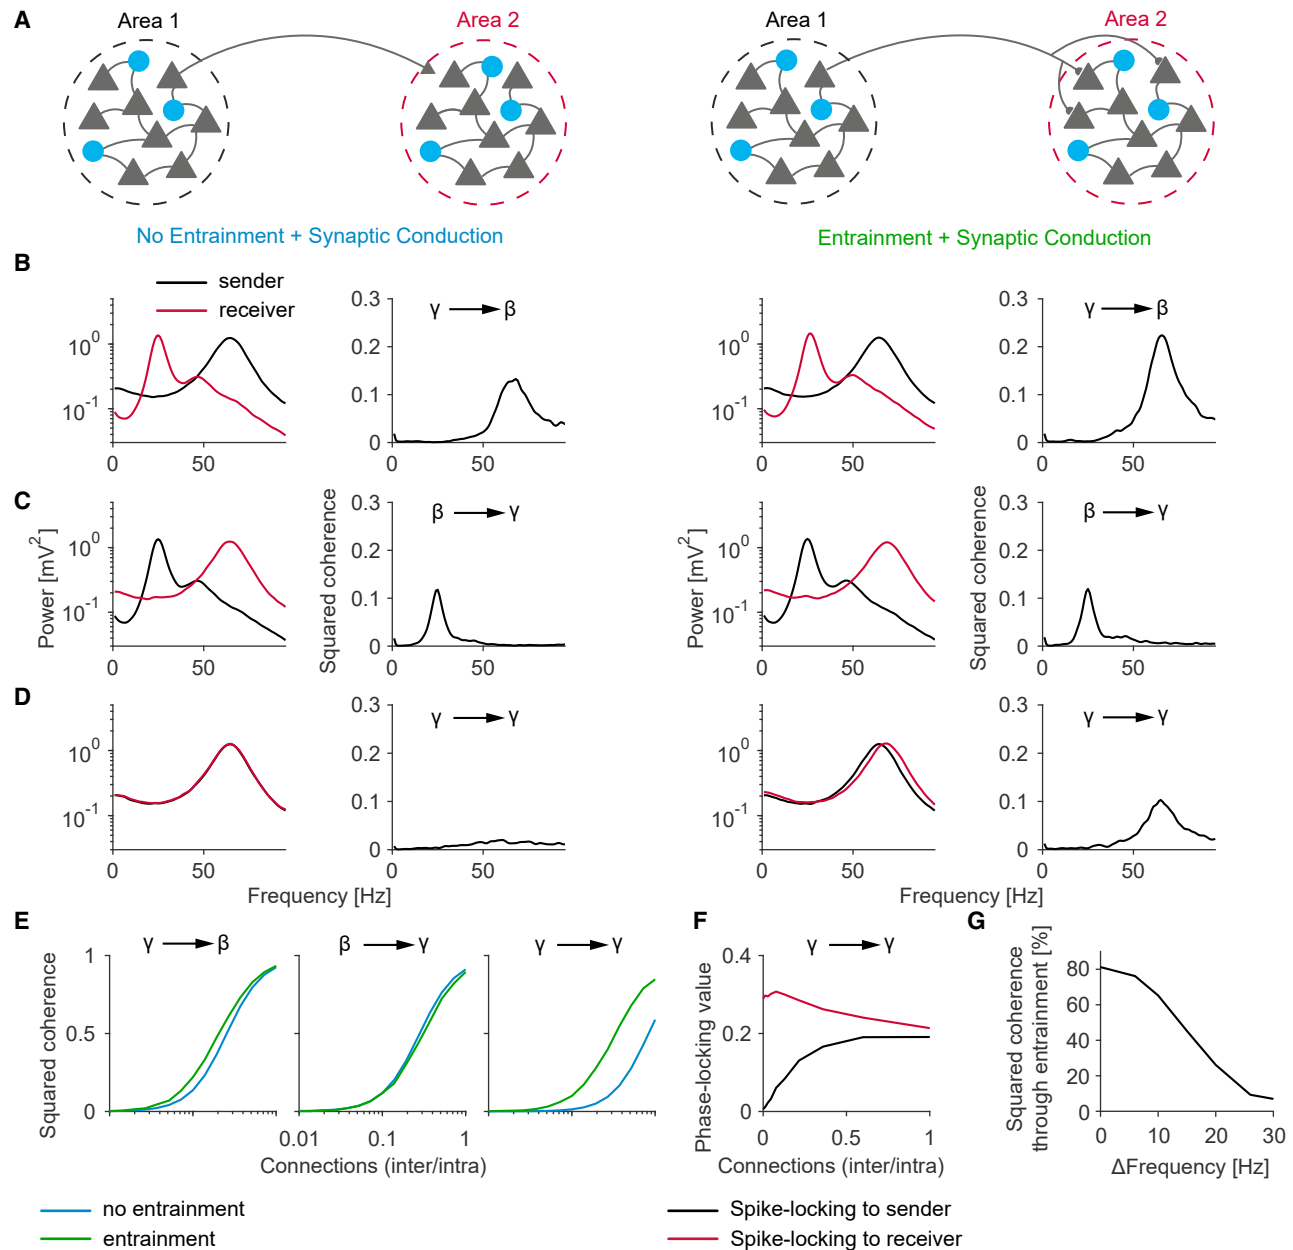 A
Area 1
Area 2
Area 1
Area 2
No Entrainment + Synaptic Conduction
Entrainment + Synaptic Conduction
B
sender
receiver
10^0
10^-1
0 50
0.3
0.2
0.1
0
γ β
0 50
10^0
10^-1
0 50
0.3
0.2
0.1
0
γ β
0 50
C
Power [mV^2]
10^0
10^-1
0 50
Squared coherence
0.3
0.2
0.1
0
β γ
0 50
Power [mV^2]
10^0
10^-1
0 50
Squared coherence
0.3
0.2
0.1
0
β γ
0 50
D
10^0
10^-1
0 50
0.3
0.2
0.1
0
γ γ
0 50
Frequency [Hz]
10^0
10^-1
0 50
0.3
0.2
0.1
0
γ γ
0 50
Frequency [Hz]
E
Squared coherence
1
0.5
0
γ β
β γ
γ γ
0.01 0.1 1
Connections (inter/intra)
no entrainment
entrainment
F
Phase-locking value
0.4
0.2
0
γ γ
0 0.5 1
Connections (inter/intra)
Spike-locking to sender
Spike-locking to receiver
G
Squared coherence
through entrainment [%]
80
60
40
20
0
0 10 20 30
ΔFrequency [Hz]